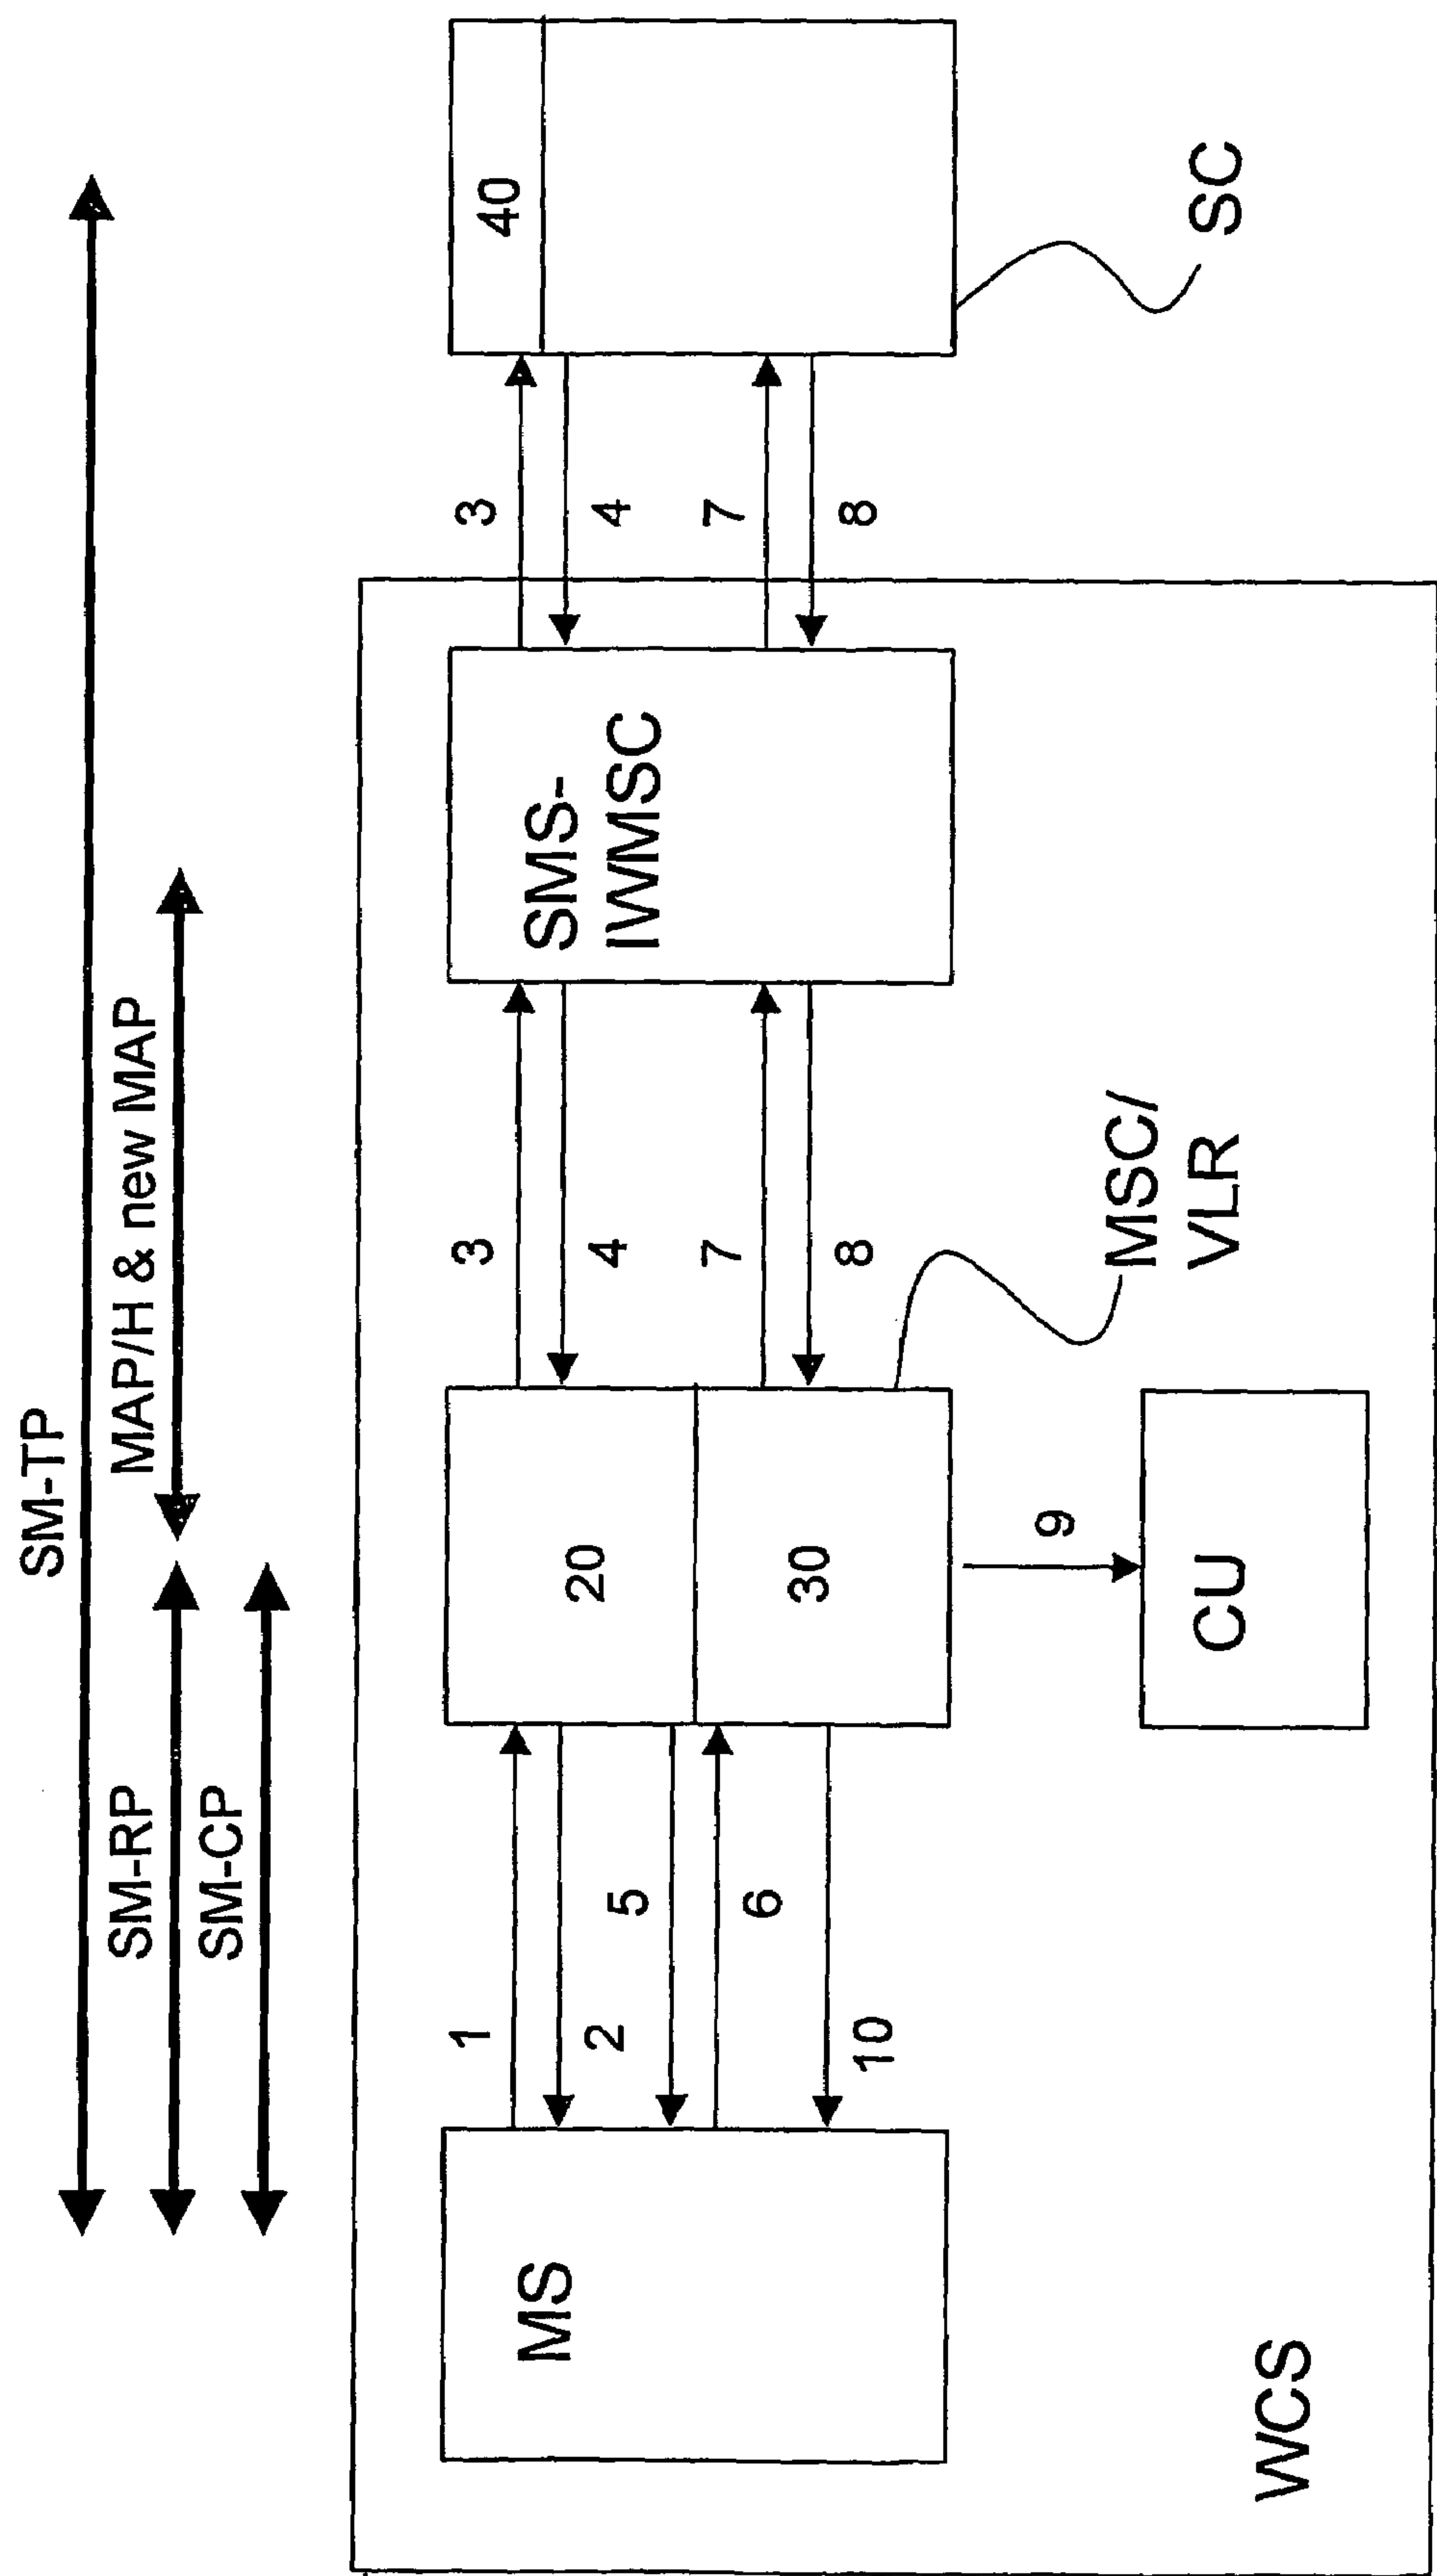 SM-TP
SM-RP
MAP/H & new MAP
SM-CP
MS
1
2
5
6
10
20
30
MSC/
VLR
9
CU
3
4
7
8
SMS-
IWMSC
3
4
7
8
40
SC
WCS